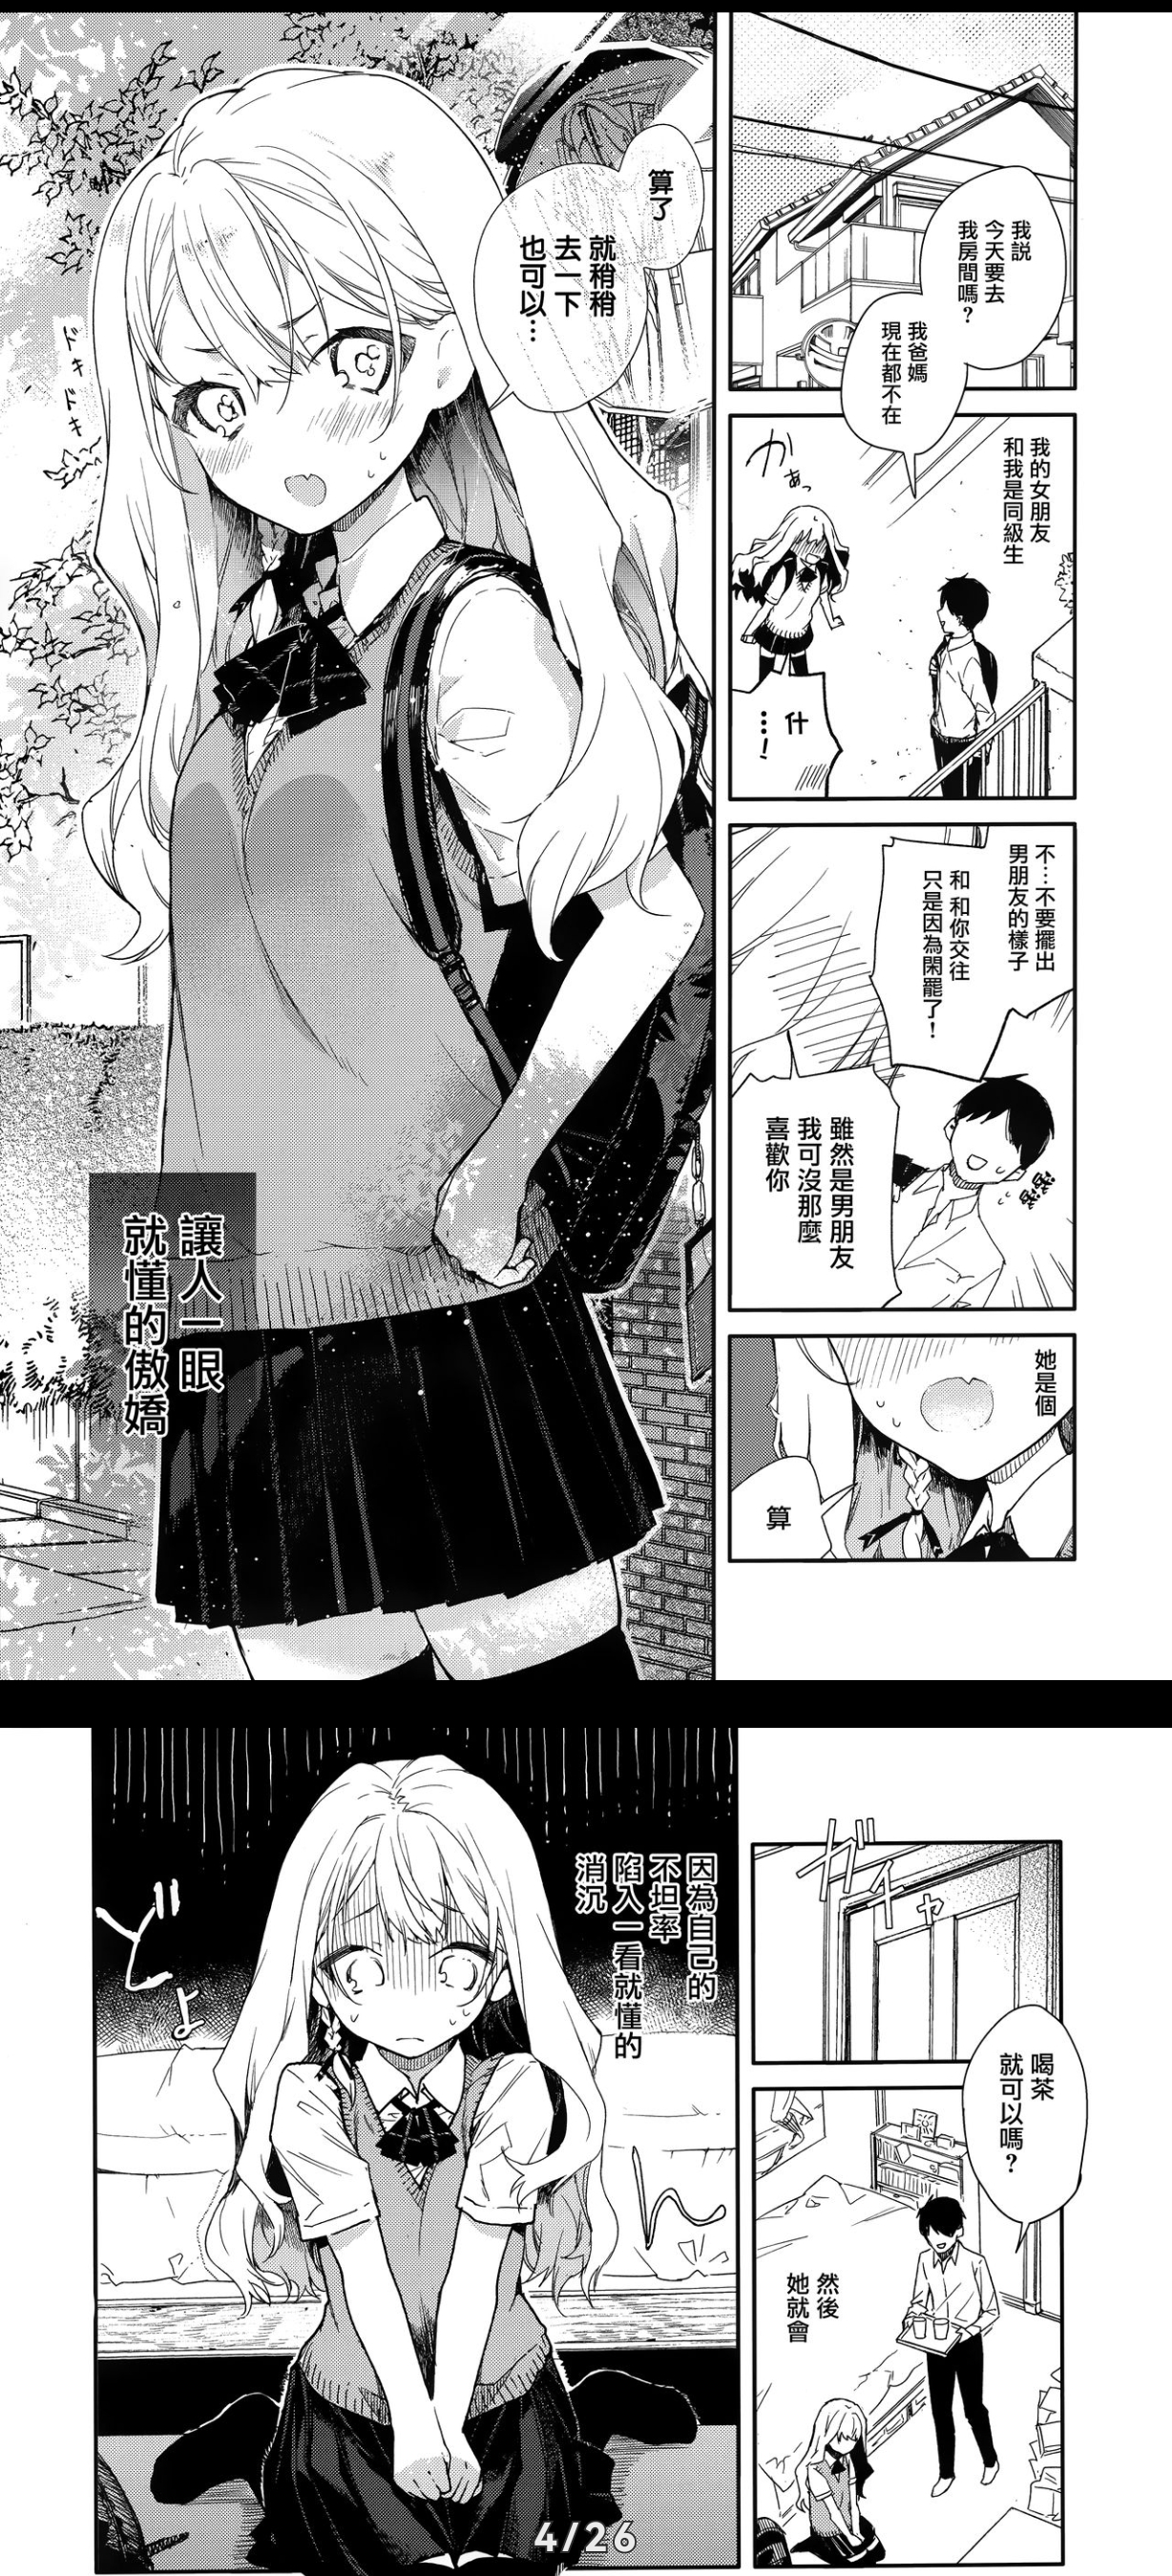 我說
今天要去
我房間嗎?
我爸媽
現在都不在
我的女朋友
和我是同級生
かぁっ
什
…!
不…不要擺出
男朋友的樣子
和 和你交往
只是因為閑罷了!
雖然是男朋友
我可沒那麼
喜歡你
她是個
算
算了
就稍稍
去一下
也可以…
ドキドキ
讓人一眼
就懂的傲嬌
ガチャ
喝茶
就可以嗎?
然後
她就會
因為自己的
不坦率
陷入一看就懂的
消沉
どよ
4/26